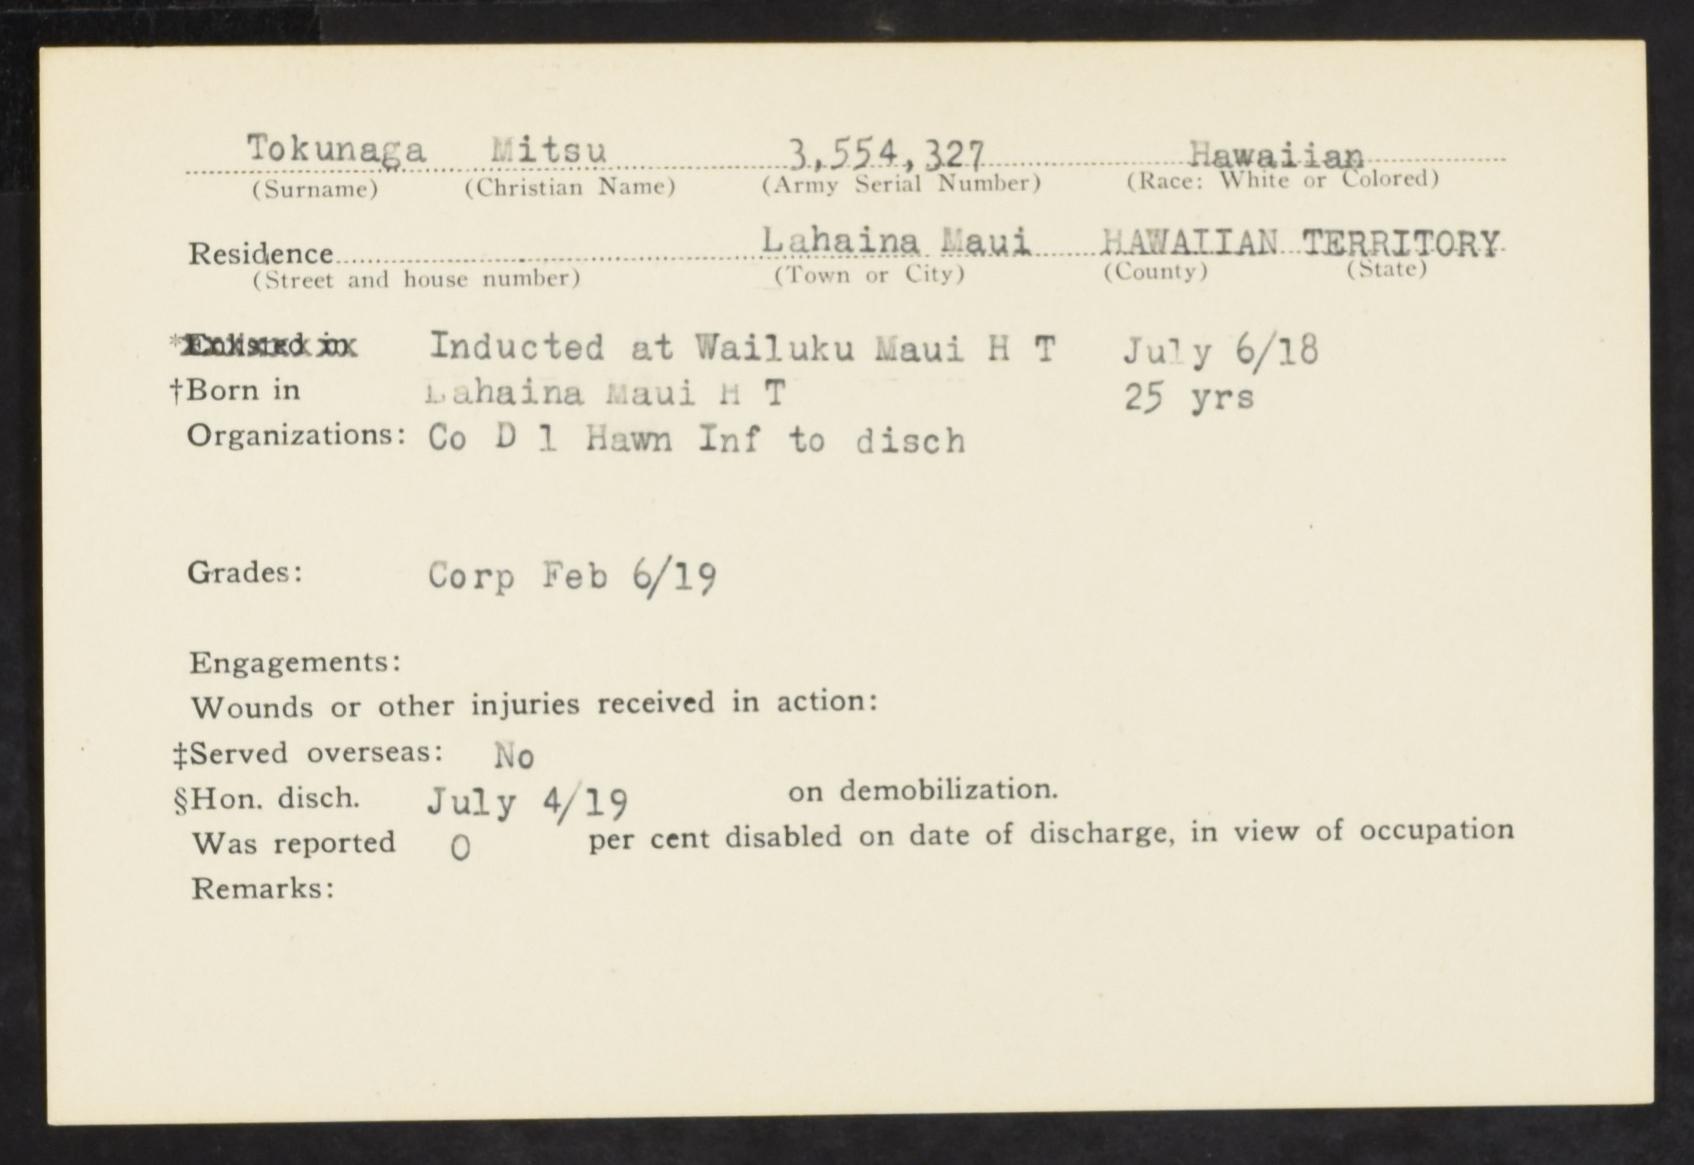 Tokunaga Mitsu 3,554,327 Hawaiian
(Surname) (Christian Name) (Army Serial Number) (Race: White or Colored)
Residence Lahaina Maui HAWAIIAN TERRITORY
(Street and house number) (Town or City) (County) (State)
*Enlisted in Inducted at Wailuku Maui H T July 6/18
†Born in Lahaina Maui H T 25 yrs
Organizations: Co D 1 Hawn Inf to disch
Grades: Corp Feb 6/19
Engagements:
Wounds or other injuries received in action:
‡Served overseas: No
§Hon. disch. July 4/19 on demobilization.
Was reported 0 per cent disabled on date of discharge, in view of occupation
Remarks: